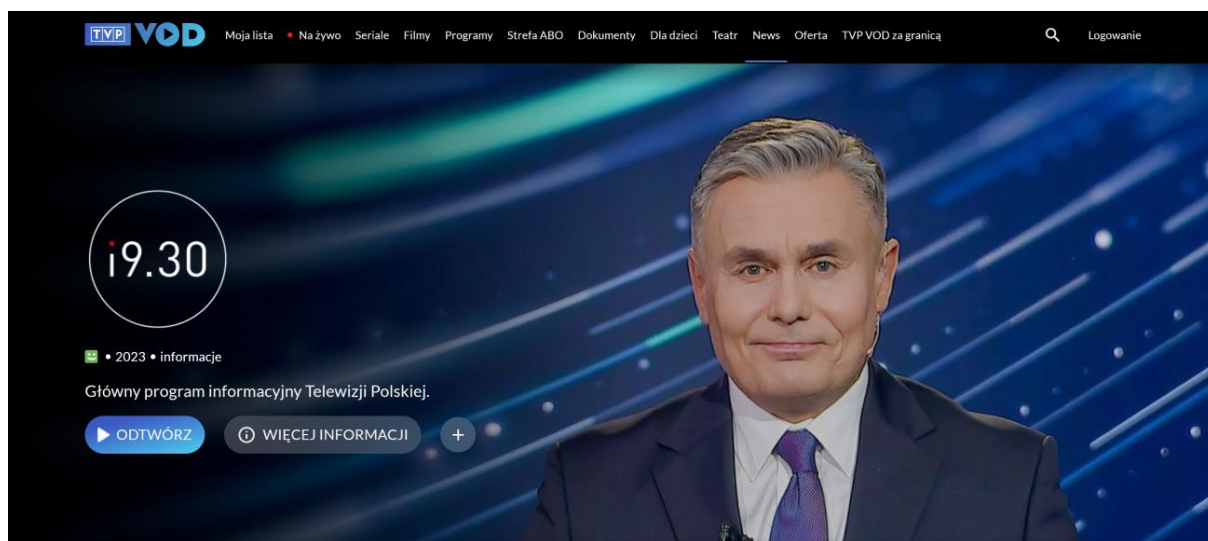 TVP VOD Moja lista • Na żywo Seriale Filmy Programy Strefa ABO Dokumenty Dla dzieci Teatr News Oferta TVP VOD za granicą Logowanie
i9.30
• 2023 • informacje
Główny program informacyjny Telewizji Polskiej.
ODTWÓRZ WIĘCEJ INFORMACJI +